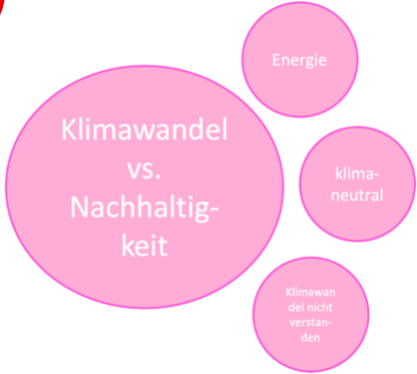 Klimawandel
vs.
Nachhaltig-
keit
Energie
klima-
neutral
Klimawan
del nicht
verstan-
den